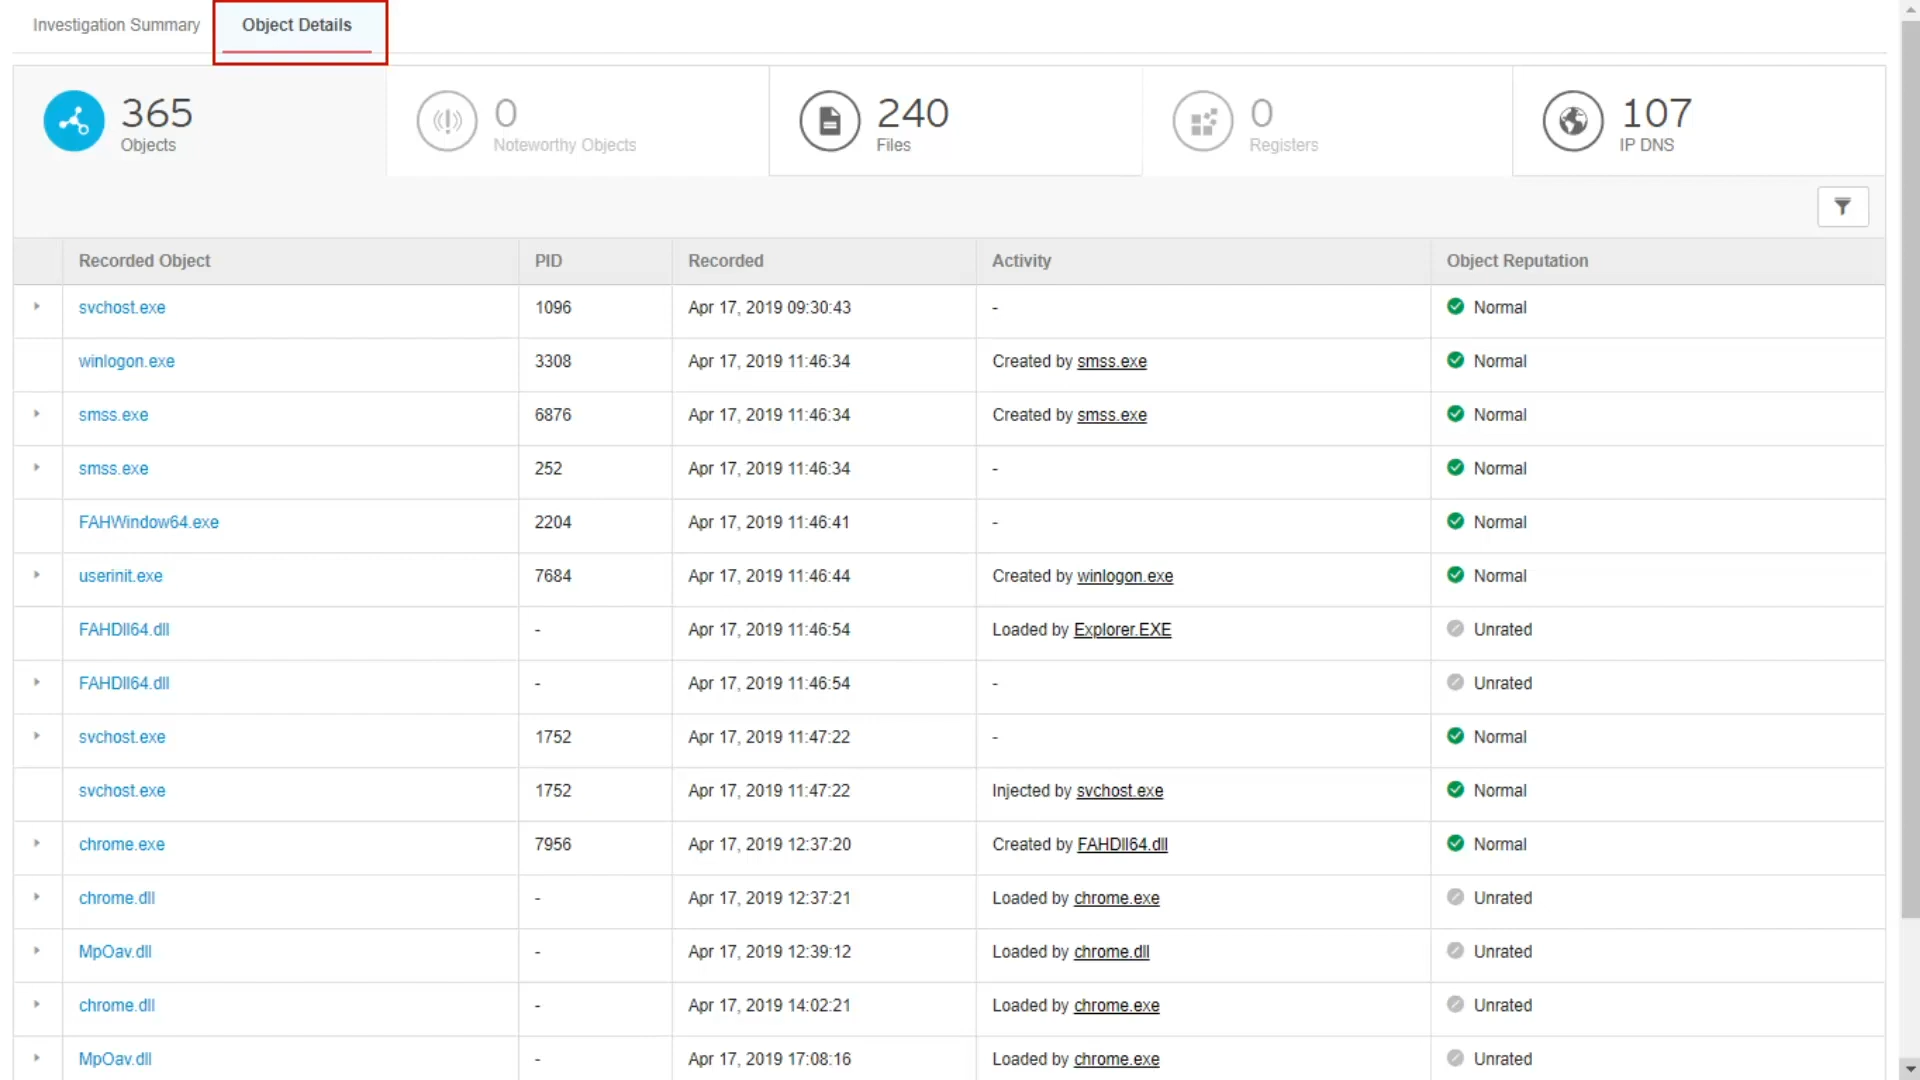 Investigation Summary Object Details
365 0 240 0 107
Objects Noteworthy Objects Files Registers IP DNS
Recorded Object PID Recorded Activity Object Reputation
svchost.exe 1096 Apr 17, 2019 09:30:43 - Normal
winlogon.exe 3308 Apr 17, 2019 11:46:34 Created by smss.exe Normal
smss.exe 6876 Apr 17, 2019 11:46:34 Created by smss.exe Normal
smss.exe 252 Apr 17, 2019 11:46:34 - Normal
FAHWindow64.exe 2204 Apr 17, 2019 11:46:41 - Normal
userinit.exe 7684 Apr 17, 2019 11:46:44 Created by winlogon.exe Normal
FAHDll64.dll - Apr 17, 2019 11:46:54 Loaded by Explorer.EXE Unrated
FAHDll64.dll - Apr 17, 2019 11:46:54 - Unrated
svchost.exe 1752 Apr 17, 2019 11:47:22 - Normal
svchost.exe 1752 Apr 17, 2019 11:47:22 Injected by svchost.exe Normal
chrome.exe 7956 Apr 17, 2019 12:37:20 Created by FAHDll64.dll Normal
chrome.dll - Apr 17, 2019 12:37:21 Loaded by chrome.exe Unrated
MpOav.dll - Apr 17, 2019 12:39:12 Loaded by chrome.dll Unrated
chrome.dll - Apr 17, 2019 14:02:21 Loaded by chrome.exe Unrated
MpOav.dll - Apr 17, 2019 17:08:16 Loaded by chrome.exe Unrated